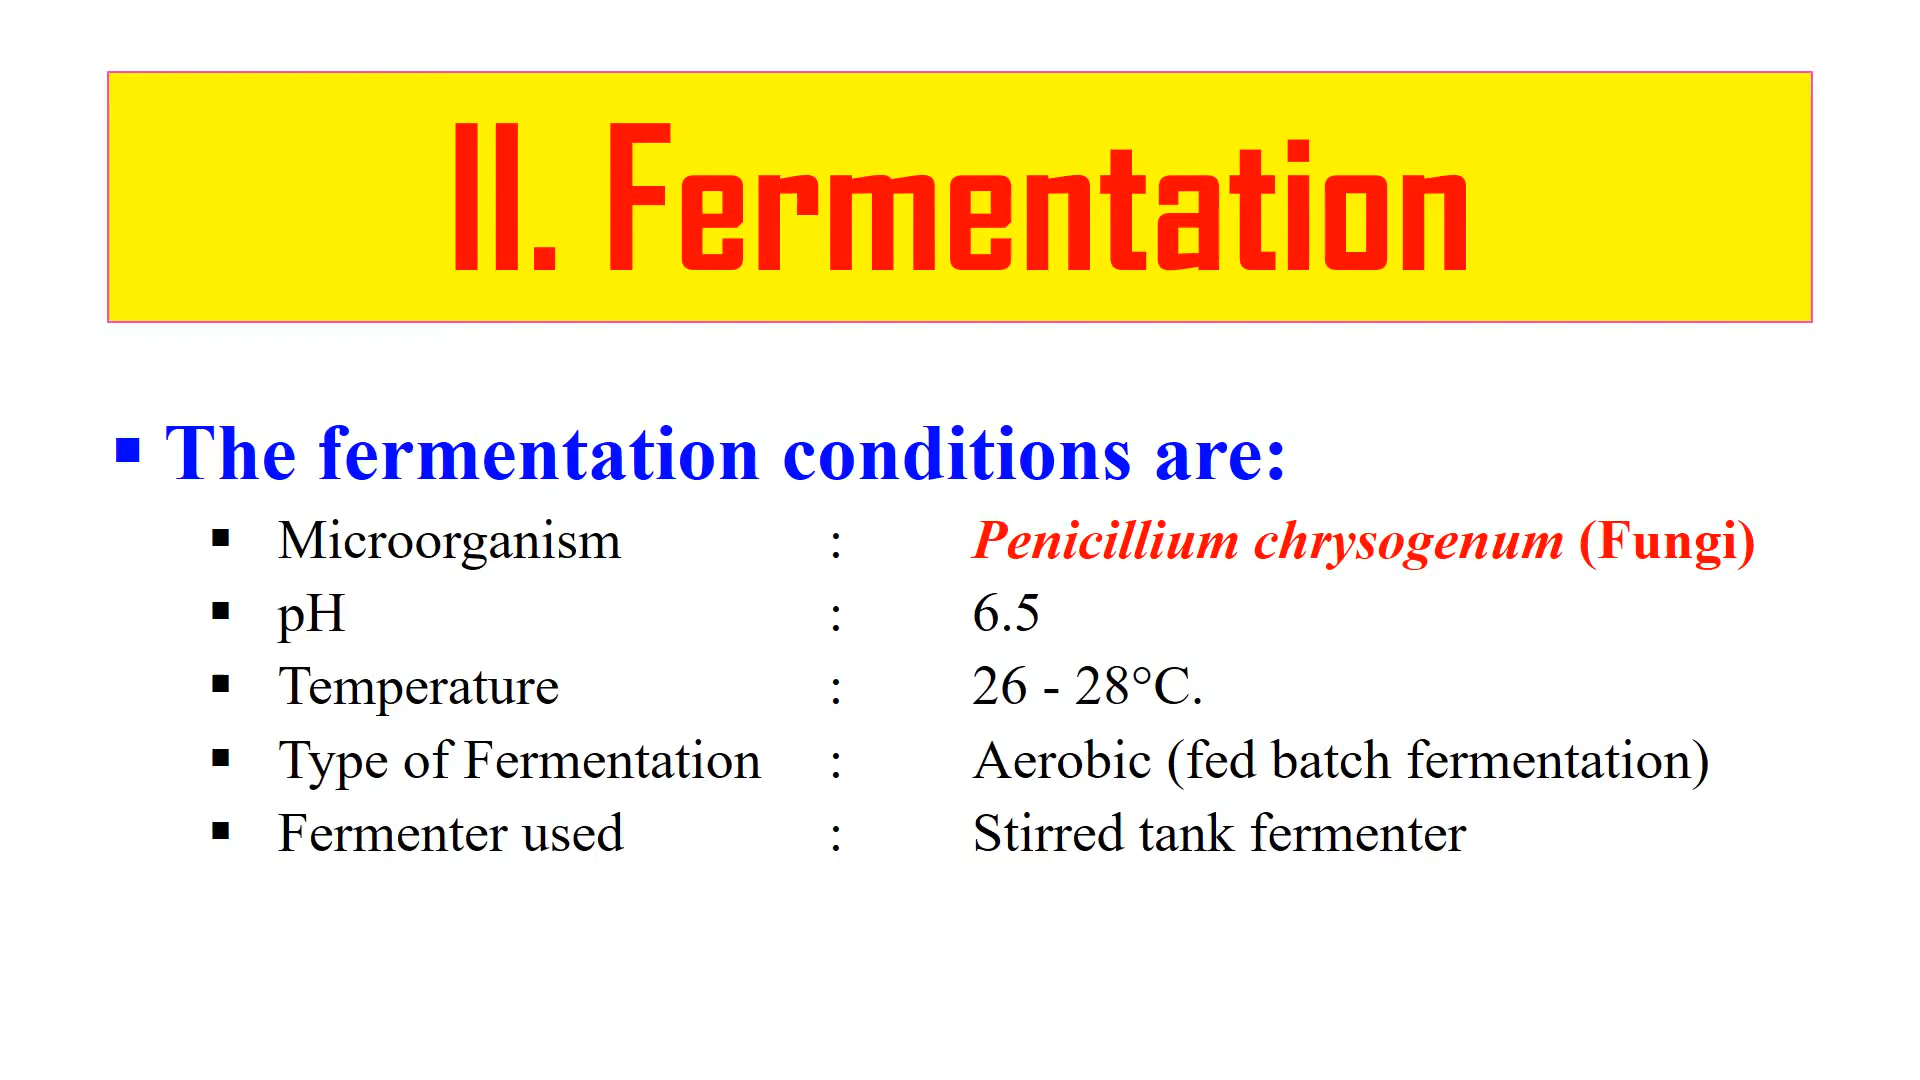 II. Fermentation
▪ The fermentation conditions are:
▪ Microorganism : Penicillium chrysogenum (Fungi)
▪ pH : 6.5
▪ Temperature : 26 - 28°C.
▪ Type of Fermentation : Aerobic (fed batch fermentation)
▪ Fermenter used : Stirred tank fermenter